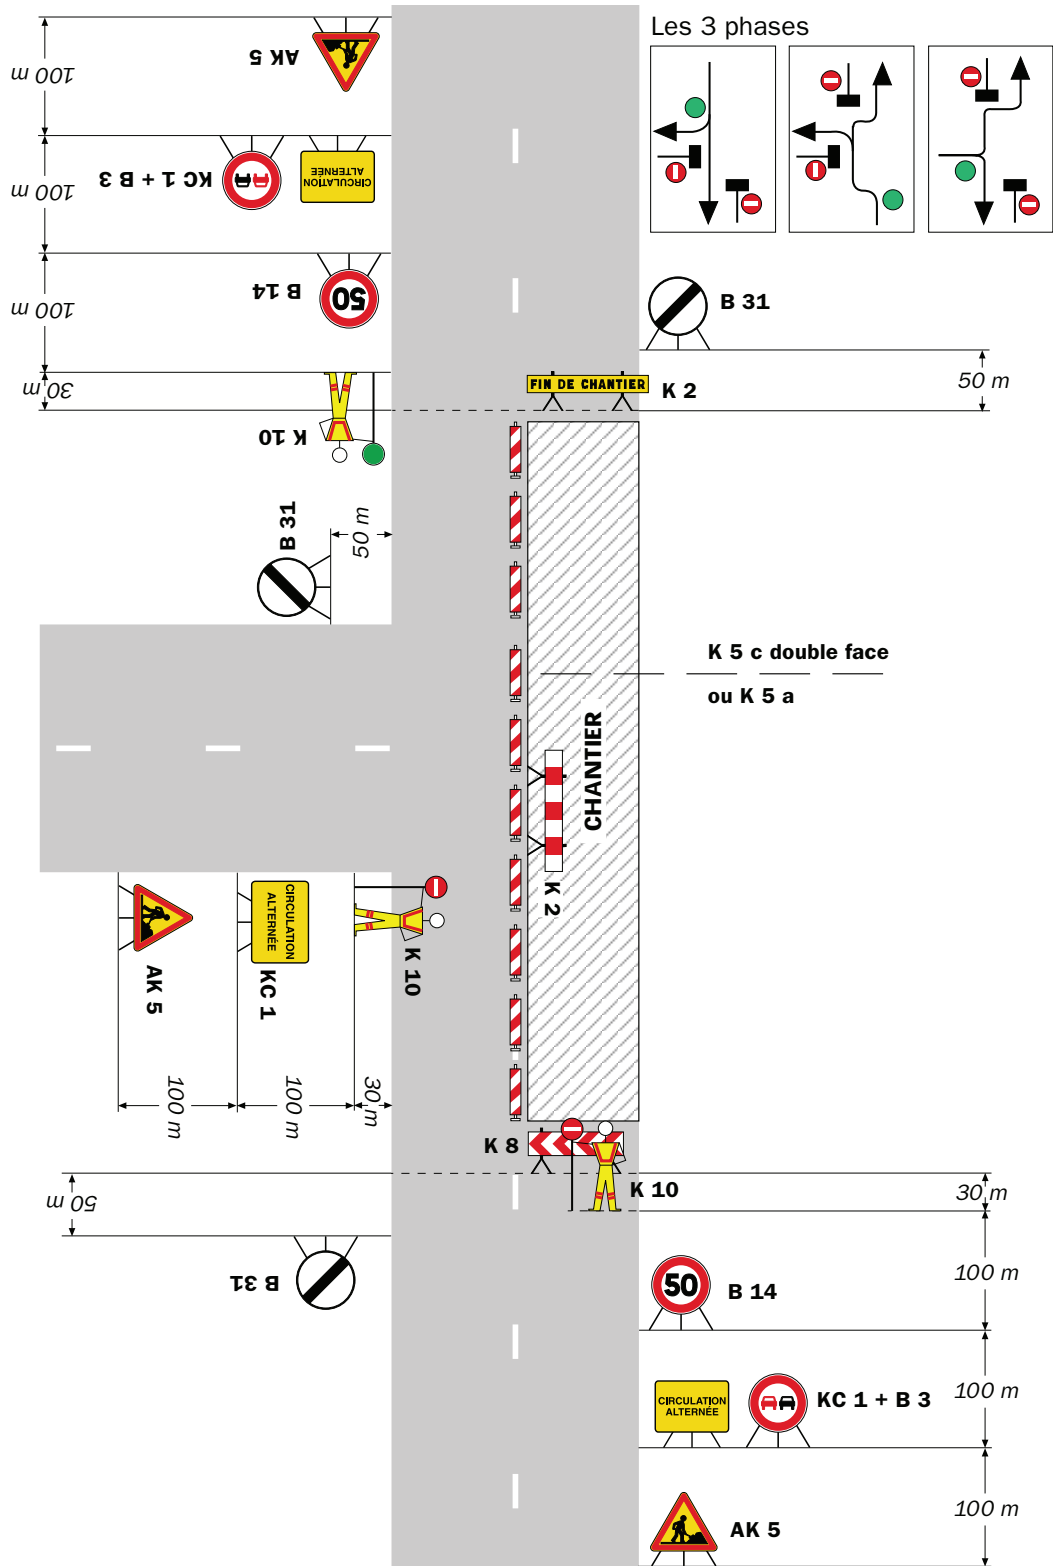 Les 3 phases
100 m
AK 5
100 m
KC 1 + B 3
CIRCULATION
ALTERNÉE
100 m
B 14
50
30 m
K 10
B 31
50 m
FIN DE CHANTIER
K 2
B 31
50 m
K 5 c double face
ou K 5 a
CHANTIER
K 2
AK 5
CIRCULATION
ALTERNÉE
KC 1
K 10
100 m
100 m
30 m
K 8
K 10
30 m
50 m
B 31
50
B 14
100 m
CIRCULATION
ALTERNÉE
KC 1 + B 3
100 m
AK 5
100 m